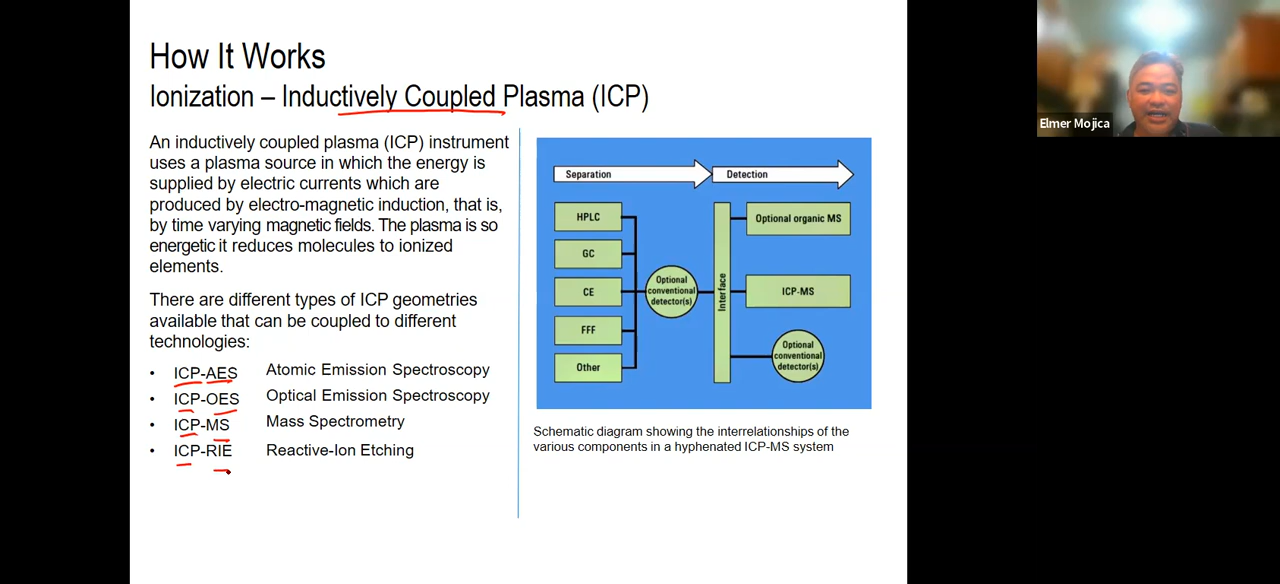 How It Works
Ionization – Inductively Coupled Plasma (ICP)
An inductively coupled plasma (ICP) instrument
uses a plasma source in which the energy is
supplied by electric currents which are
produced by electro-magnetic induction, that is,
by time varying magnetic fields. The plasma is so
energetic it reduces molecules to ionized
elements.
There are different types of ICP geometries
available that can be coupled to different
technologies:
• ICP-AES Atomic Emission Spectroscopy
• ICP-OES Optical Emission Spectroscopy
• ICP-MS Mass Spectrometry
• ICP-RIE Reactive-Ion Etching
Separation
Detection
HPLC
GC
CE
FFF
Other
Optional
conventional
detector(s)
Interface
Optional organic MS
ICP-MS
Optional
conventional
detector(s)
Schematic diagram showing the interrelationships of the
various components in a hyphenated ICP-MS system
Elmer Mojica